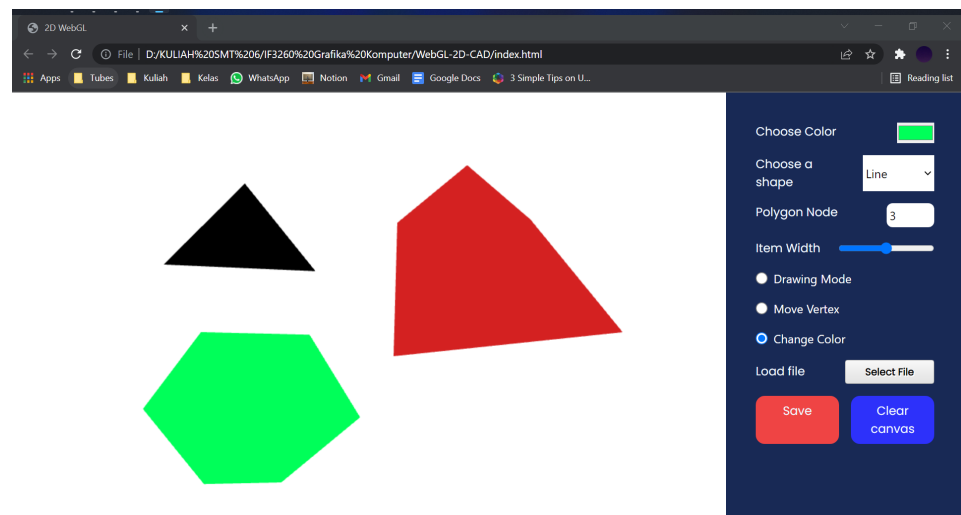 2D WebGL
File | D:/KULIAH%20SMT%206/IF3260%20Grafika%20Komputer/WebGL-2D-CAD/index.html
Apps Tubes Kuliah Kelas WhatsApp Notion Gmail Google Docs 3 Simple Tips on U... Reading list
Choose Color
Choose a
shape
Line
Polygon Node
3
Item Width
Drawing Mode
Move Vertex
Change Color
Load file
Select File
Save
Clear
canvas